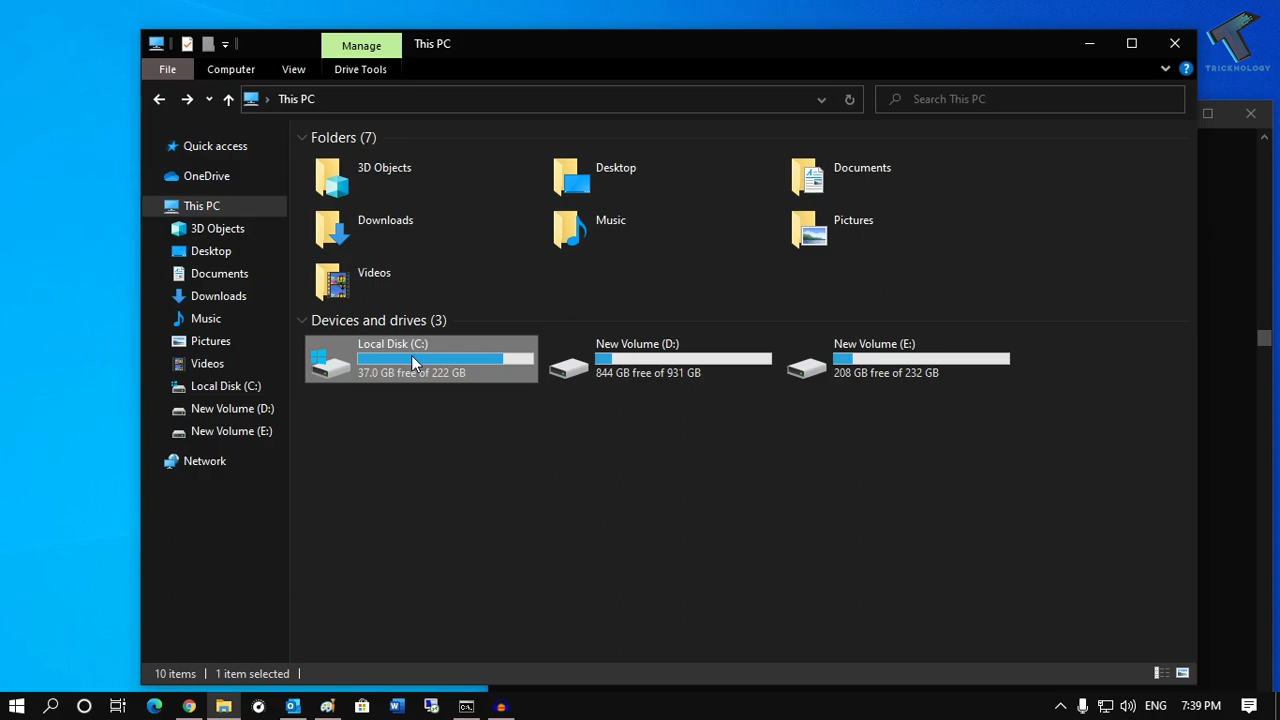 Manage
This PC
TRICKNOLOGY
File
Computer
View
Drive Tools
This PC
Search This PC
Quick access
OneDrive
This PC
3D Objects
Desktop
Documents
Downloads
Music
Pictures
Videos
Local Disk (C:)
New Volume (D:)
New Volume (E:)
Network
Folders (7)
3D Objects
Desktop
Documents
Downloads
Music
Pictures
Videos
Devices and drives (3)
Local Disk (C:)
37.0 GB free of 222 GB
New Volume (D:)
844 GB free of 931 GB
New Volume (E:)
208 GB free of 232 GB
10 items
1 item selected
ENG
7:39 PM